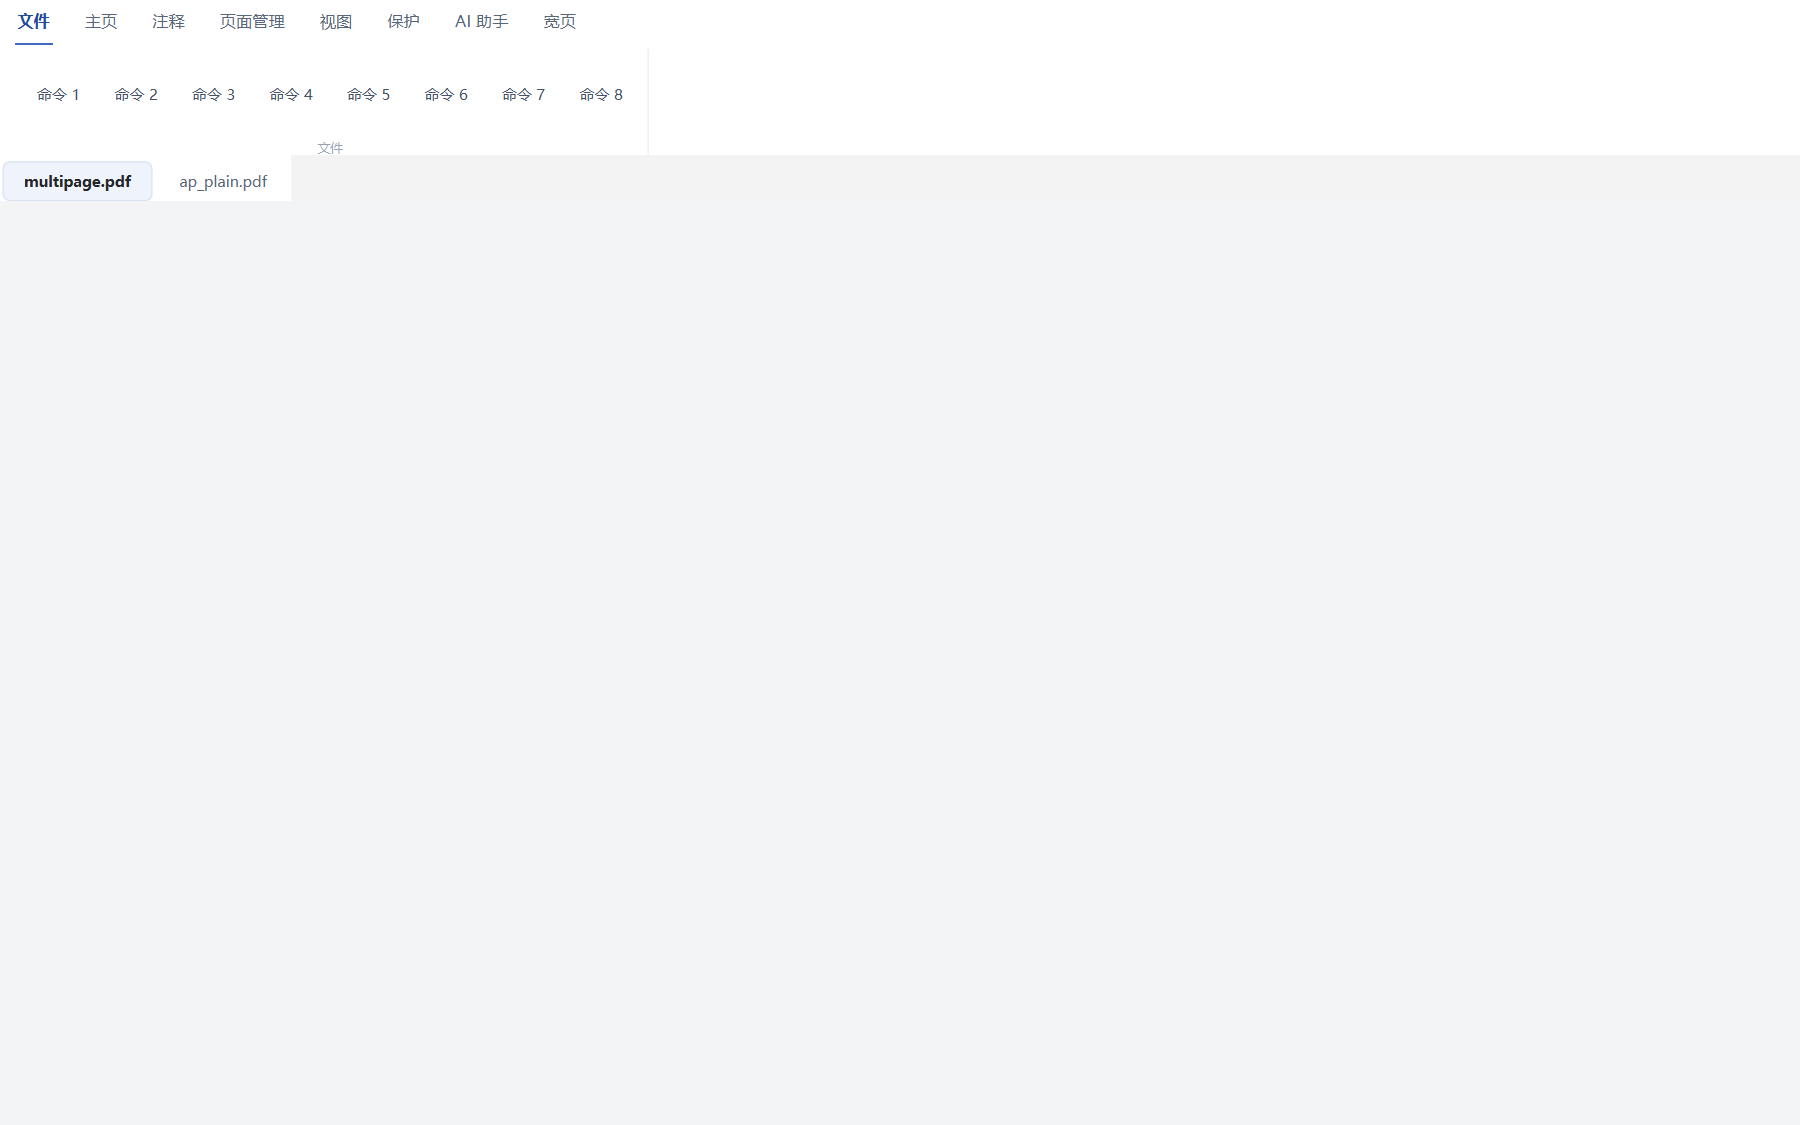 文件 主页 注释 页面管理 视图 保护 AI 助手 宽页
命令 1 命令 2 命令 3 命令 4 命令 5 命令 6 命令 7 命令 8
文件
multipage.pdf ap_plain.pdf